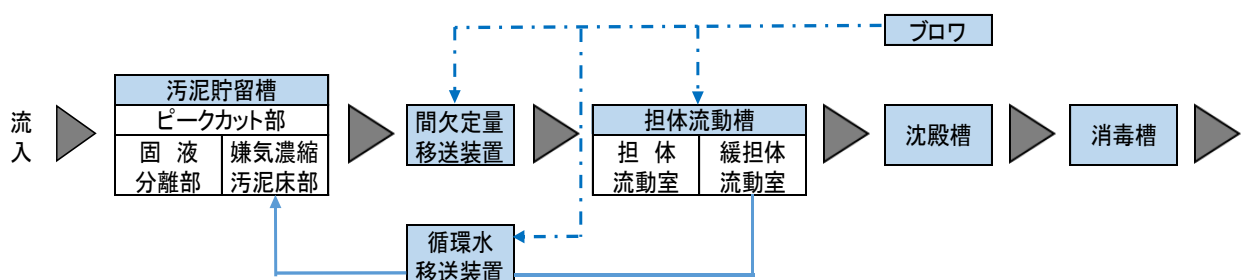 ブロワ
流
入
汚泥貯留槽
ピークカット部
固 液
分離部
嫌気濃縮
汚泥床部
間欠定量
移送装置
担体流動槽
担 体
流動室
緩担体
流動室
沈殿槽
消毒槽
循環水
移送装置